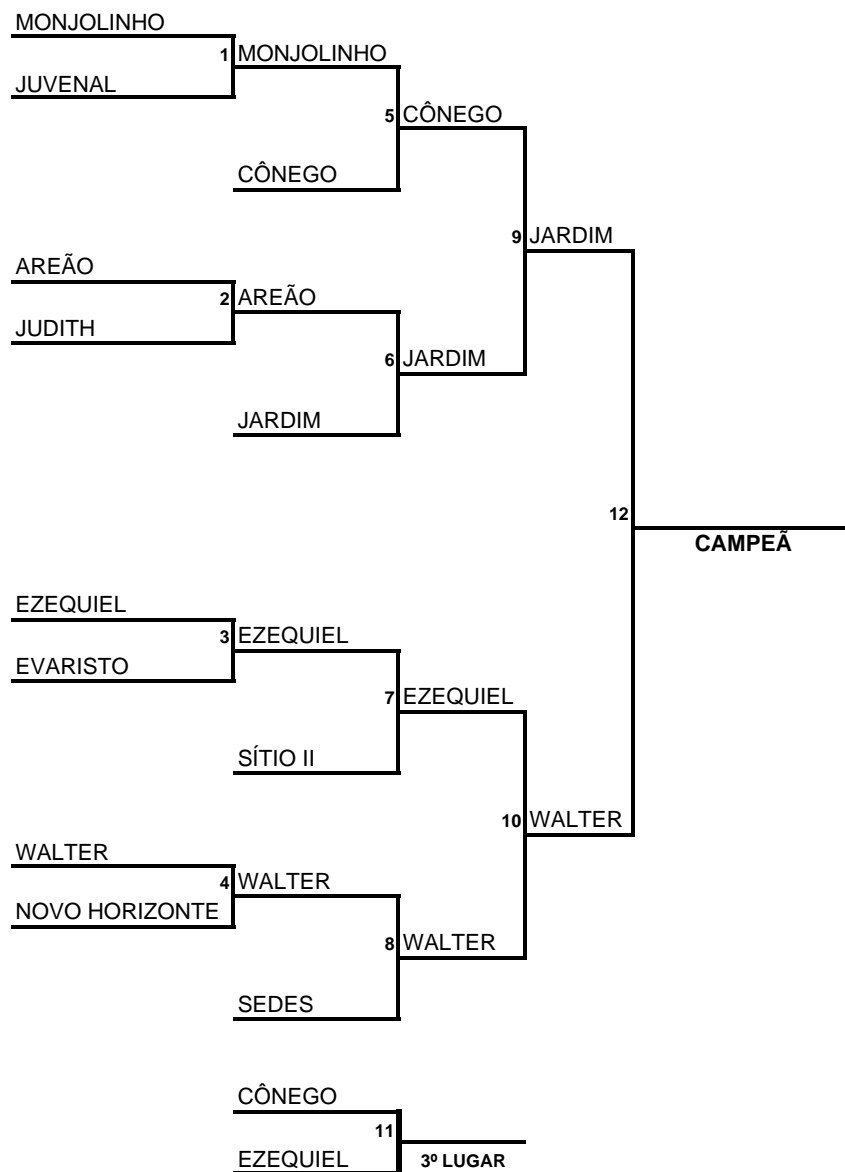 MONJOLINHO
1 MONJOLINHO
JUVENAL
5 CÔNEGO
CÔNEGO
9 JARDIM
AREÃO
2 AREÃO
JUDITH
6 JARDIM
JARDIM
12
CAMPEÃ
EZEQUIEL
3 EZEQUIEL
EVARISTO
7 EZEQUIEL
SÍTIO II
10 WALTER
WALTER
4 WALTER
NOVO HORIZONTE
8 WALTER
SEDES
CÔNEGO
11
EZEQUIEL
3º LUGAR